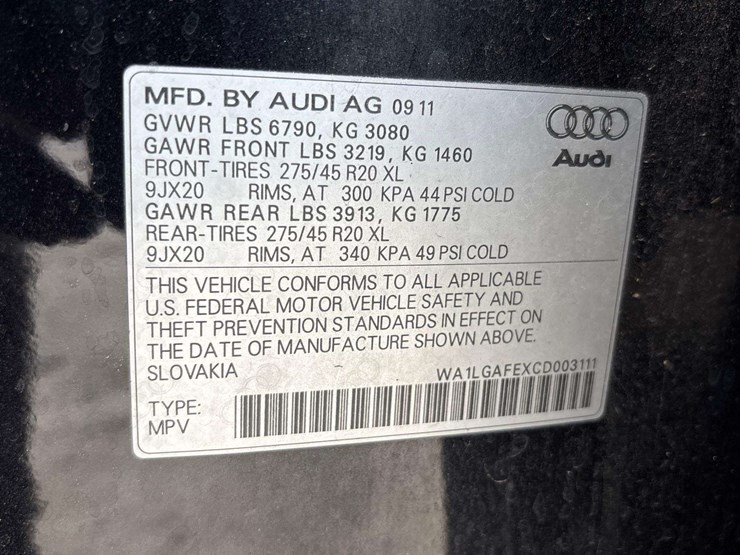 MFD. BY AUDI AG 09 11
GVWR LBS 6790, KG 3080
GAWR FRONT LBS 3219, KG 1460
FRONT-TIRES 275/45 R20 XL
9JX20 RIMS, AT 300 KPA 44 PSI COLD
GAWR REAR LBS 3913, KG 1775
REAR-TIRES 275/45 R20 XL
9JX20 RIMS, AT 340 KPA 49 PSI COLD
Audi
THIS VEHICLE CONFORMS TO ALL APPLICABLE
U.S. FEDERAL MOTOR VEHICLE SAFETY AND
THEFT PREVENTION STANDARDS IN EFFECT ON
THE DATE OF MANUFACTURE SHOWN ABOVE.
SLOVAKIA
WA1LGAFEXCD003111
TYPE:
MPV